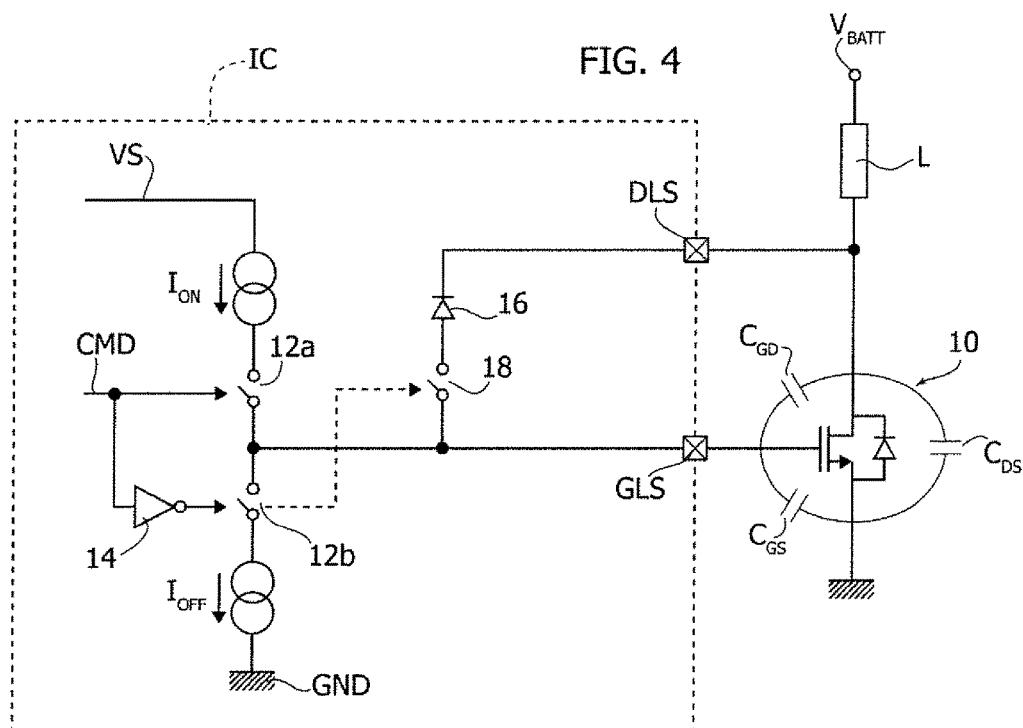 FIG. 4
IC
V_BATT
VS
L
DLS
I_ON
16
CMD
12a
18
C_GD
10
C_DS
GLS
14
12b
C_GS
I_OFF
GND